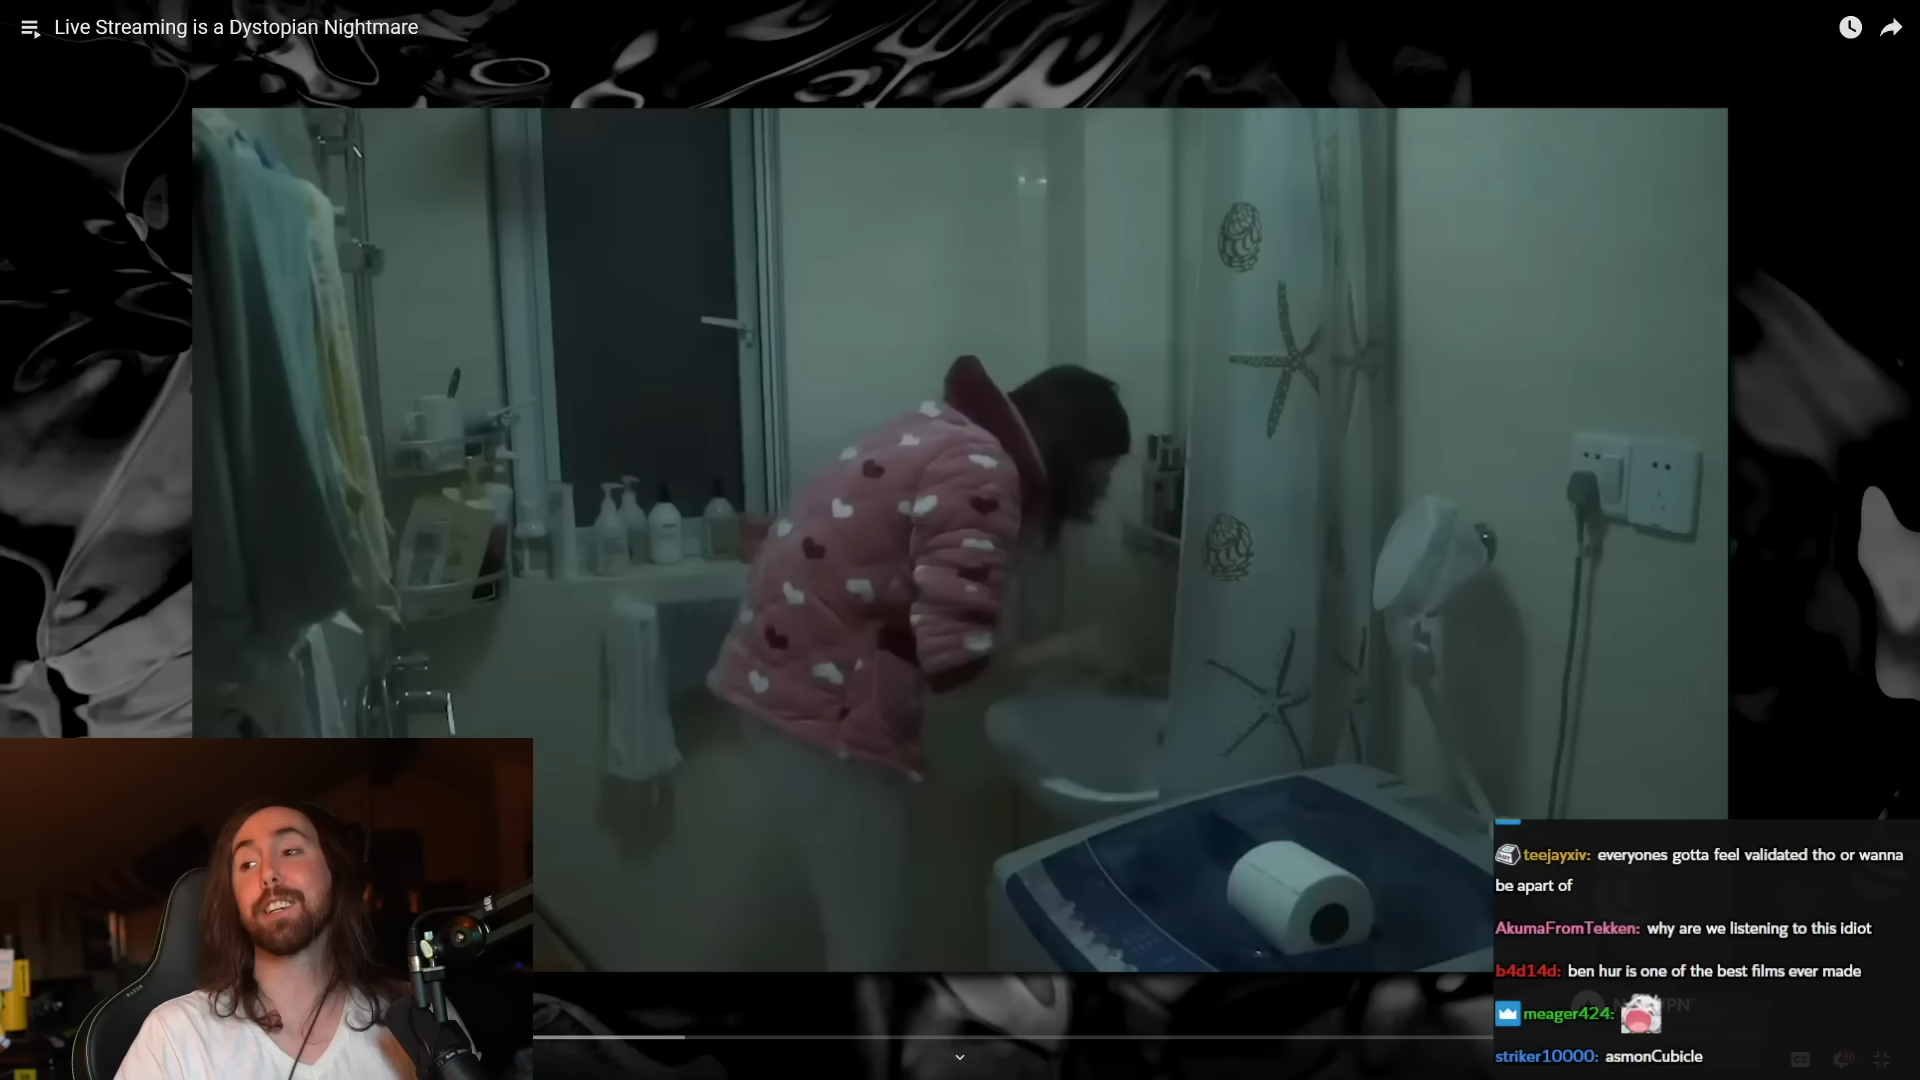 Live Streaming is a Dystopian Nightmare
teejayxiv: everyones gotta feel validated tho or wanna
be apart of
AkumaFromTekken: why are we listening to this idiot
b4d14d: ben hur is one of the best films ever made
meager424:
striker10000: asmonCubicle